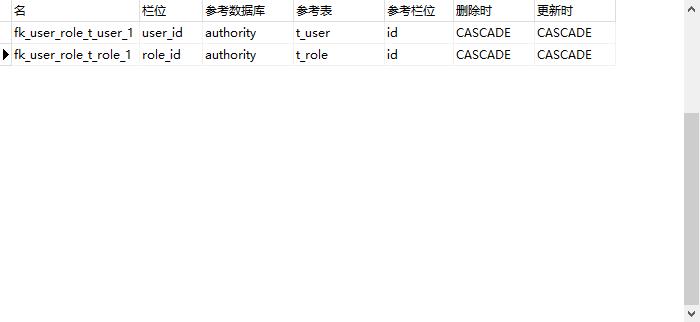 名 栏位 参考数据库 参考表 参考栏位 删除时 更新时
fk_user_role_t_user_1 user_id authority t_user id CASCADE CASCADE
fk_user_role_t_role_1 role_id authority t_role id CASCADE CASCADE